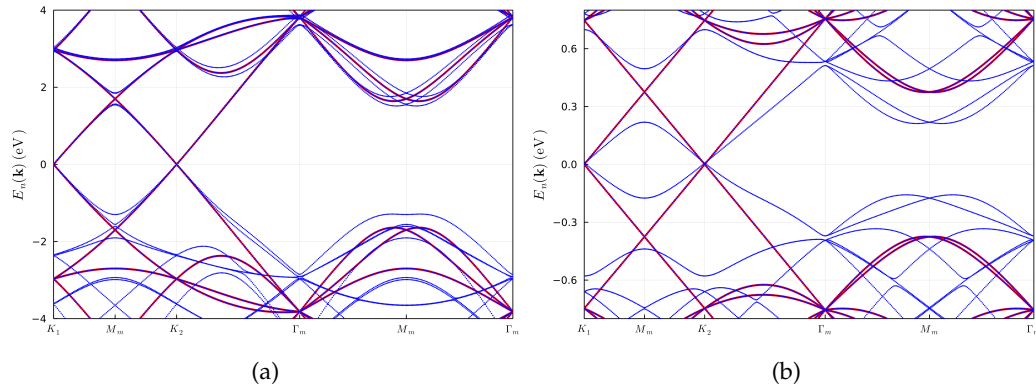 4
2
0
−2
−4
E_n(𝐤) (eV)
K_1 M_m K_2 Γ_m M_m Γ_m
(a)
0.6
0.3
0.0
−0.3
−0.6
E_n(𝐤) (eV)
K_1 M_m K_2 Γ_m M_m Γ_m
(b)